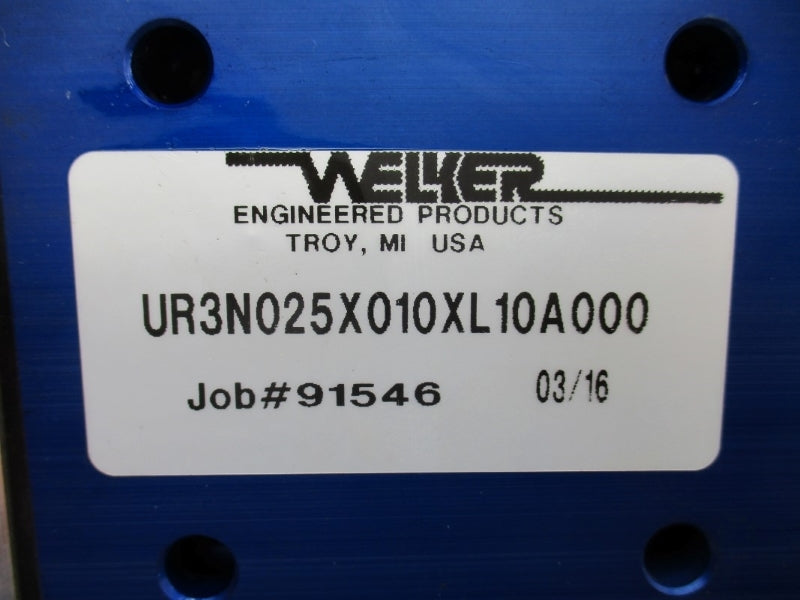 WELKER
ENGINEERED PRODUCTS
TROY, MI USA
UR3N025X010XL10A000
Job#91546 03/16